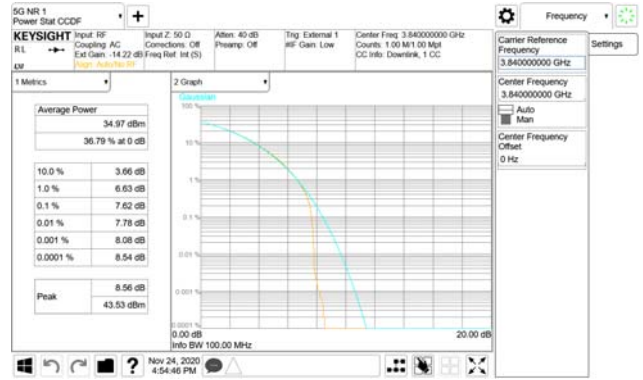 5G NR 1
Power Stat CCDF
Frequency
KEYSIGHT
Input: RF
Input Z: 50 Ω
Atten: 40 dB
Trig: External 1
Center Freq: 3.840000000 GHz
RL
Coupling: AC
Corrections: Off
Preamp: Off
#IF Gain: Low
Counts: 1.00 M/1.00 Mpt
Ext Gain: -14.22 dB
Freq Ref: Int (S)
CC Info: Downlink, 1 CC
Align: Auto/No RF
Carrier Reference
Frequency
3.840000000 GHz
Settings
Center Frequency
3.840000000 GHz
Auto
Man
Center Frequency
Offset
0 Hz
1 Metrics
2 Graph
Gaussian
Average Power
34.97 dBm
36.79 % at 0 dB
10.0 % 3.66 dB
1.0 % 6.63 dB
0.1 % 7.62 dB
0.01 % 7.78 dB
0.001 % 8.08 dB
0.0001 % 8.54 dB
Peak
8.56 dB
43.53 dBm
100 %
10 %
1 %
0.1 %
0.01 %
0.001 %
0.0001 %
0.00 dB
20.00 dB
Info BW 100.00 MHz
?
Nov 24, 2020
4:54:46 PM